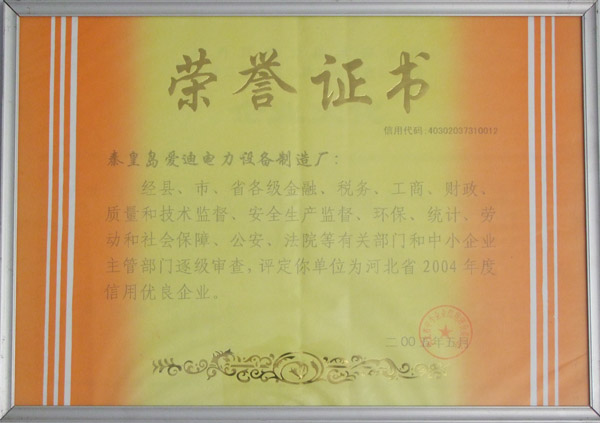 荣誉证书
信用代码:40302037310012
秦皇岛爱迪电力设备制造厂:
经县、市、省各级金融、税务、工商、财政、
质量和技术监督、安全生产监督、环保、统计、劳
动和社会保障、公安、法院等有关部门和中小企业
主管部门逐级审查,评定你单位为河北省2004年度
信用优良企业。
二00五年五月